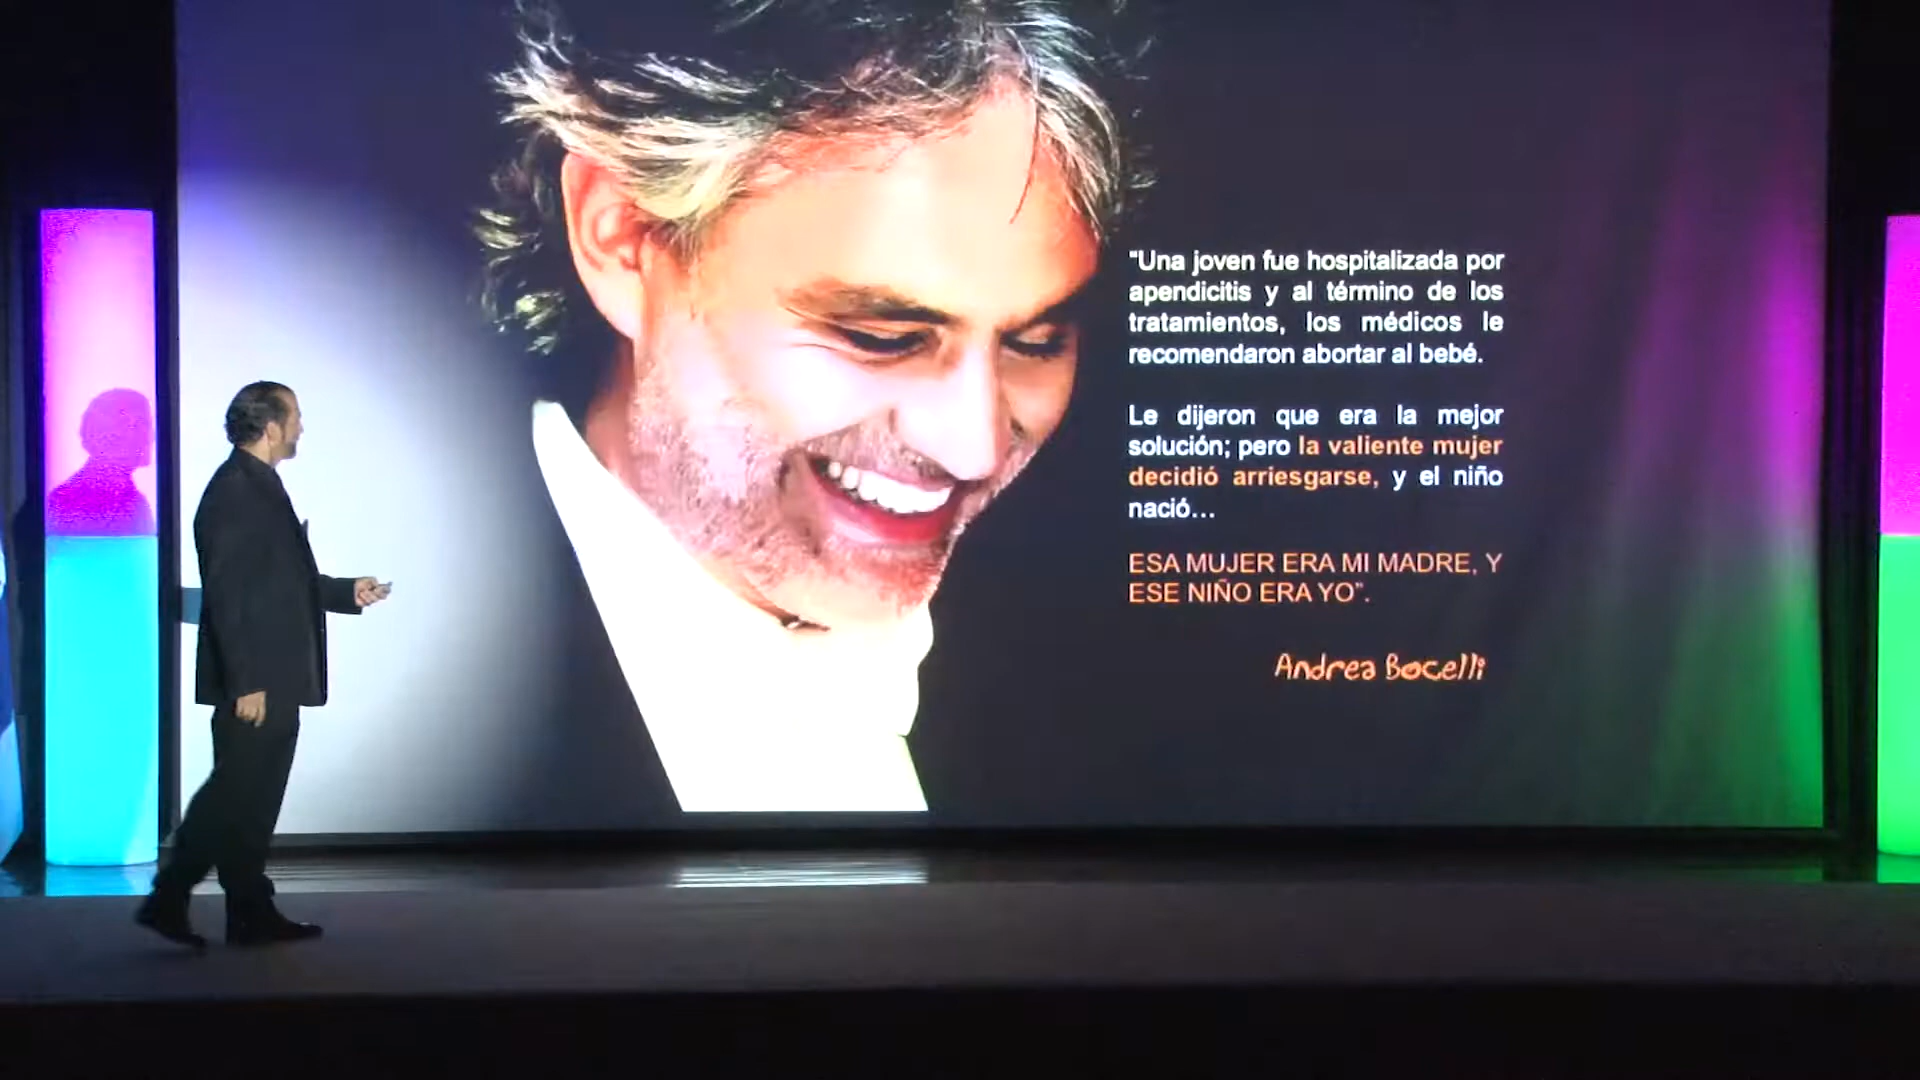 "Una joven fue hospitalizada por
apendicitis y al término de los
tratamientos, los médicos le
recomendaron abortar al bebé.
Le dijeron que era la mejor
solución; pero la valiente mujer
decidió arriesgarse, y el niño
nació...
ESA MUJER ERA MI MADRE, Y
ESE NIÑO ERA YO".
Andrea Bocelli